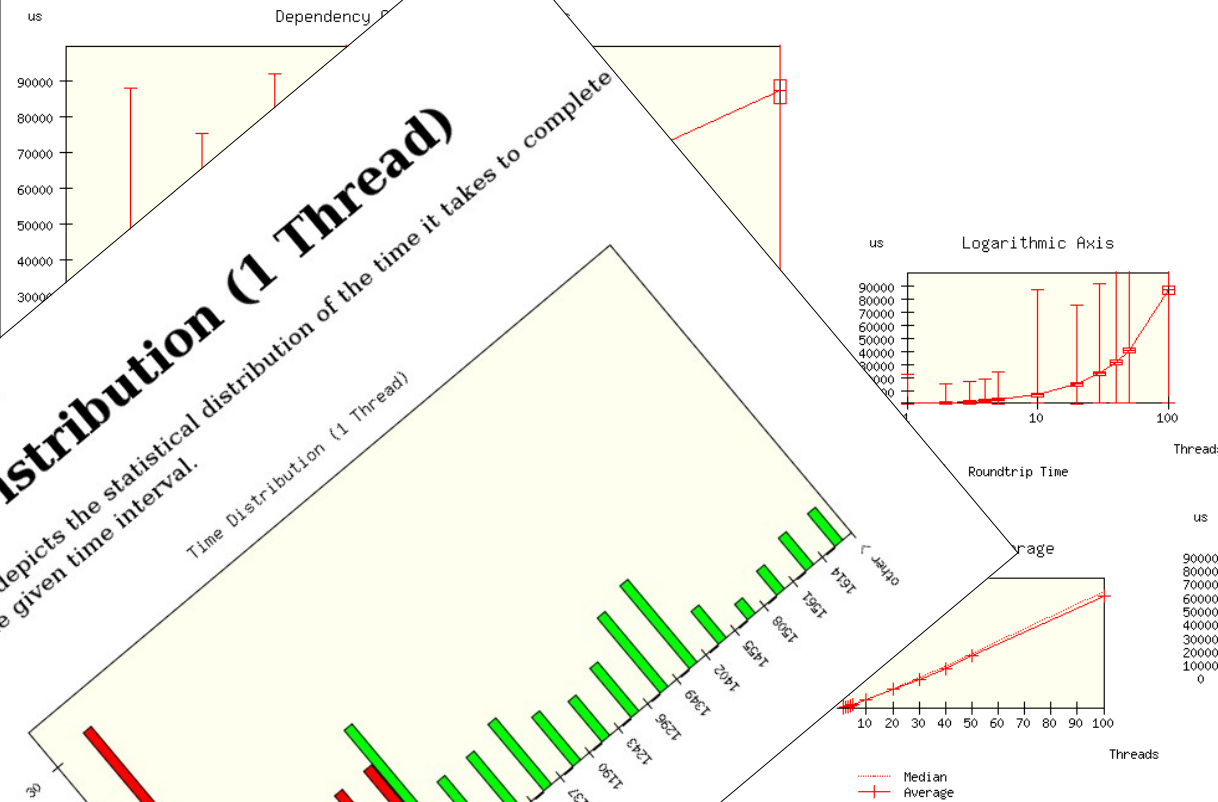 us
Dependency
90000
80000
70000
60000
50000
40000
(1 Thread)
depicts the statistical distribution of the time it takes to complete
given time interval.
Time Distribution (1 Thread)
30
other >
1614
1561
1508
1455
1402
1349
1296
1243
1190
us
Logarithmic Axis
90000
80000
70000
60000
50000
40000
1
10
100
Threads
Roundtrip Time
us
90000
80000
70000
60000
50000
40000
30000
20000
10000
0
10 20 30 40 50 60 70 80 90 100
Threads
Median
Average